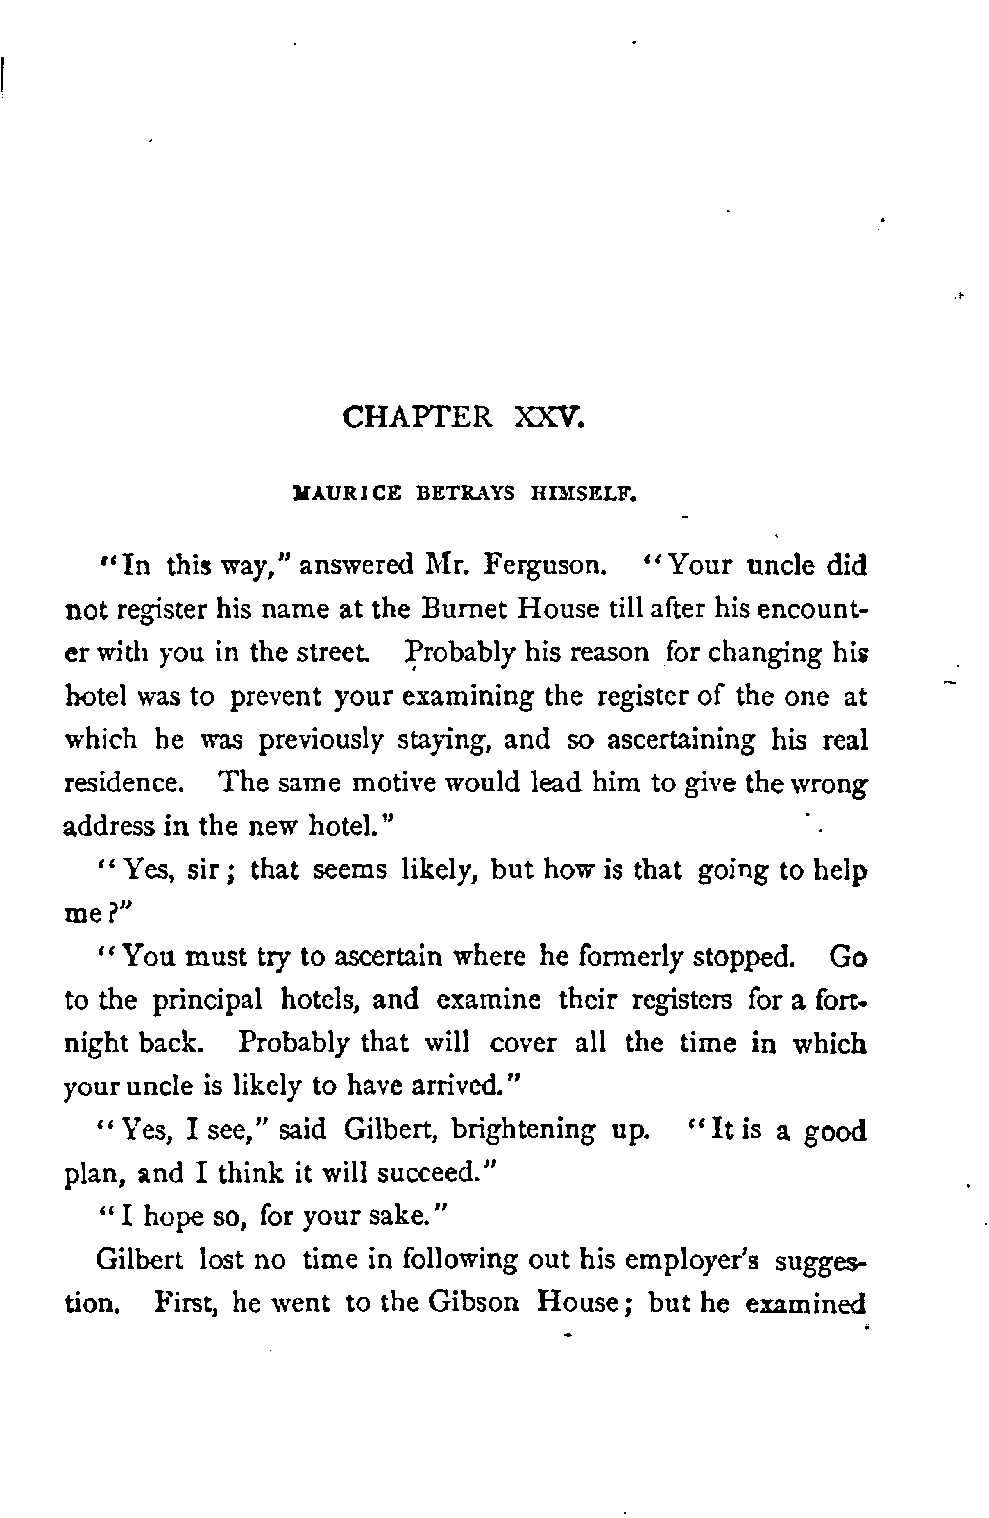 CHAPTER XXV.
MAURICE BETRAYS HIMSELF.
"In this way," answered Mr. Ferguson. "Your uncle did
not register his name at the Burnet House till after his encount-
er with you in the street. Probably his reason for changing his
hotel was to prevent your examining the register of the one at
which he was previously staying, and so ascertaining his real
residence. The same motive would lead him to give the wrong
address in the new hotel."
"Yes, sir; that seems likely, but how is that going to help
me?"
"You must try to ascertain where he formerly stopped. Go
to the principal hotels, and examine their registers for a fort-
night back. Probably that will cover all the time in which
your uncle is likely to have arrived."
"Yes, I see," said Gilbert, brightening up. "It is a good
plan, and I think it will succeed."
"I hope so, for your sake."
Gilbert lost no time in following out his employer's sugges-
tion. First, he went to the Gibson House; but he examined